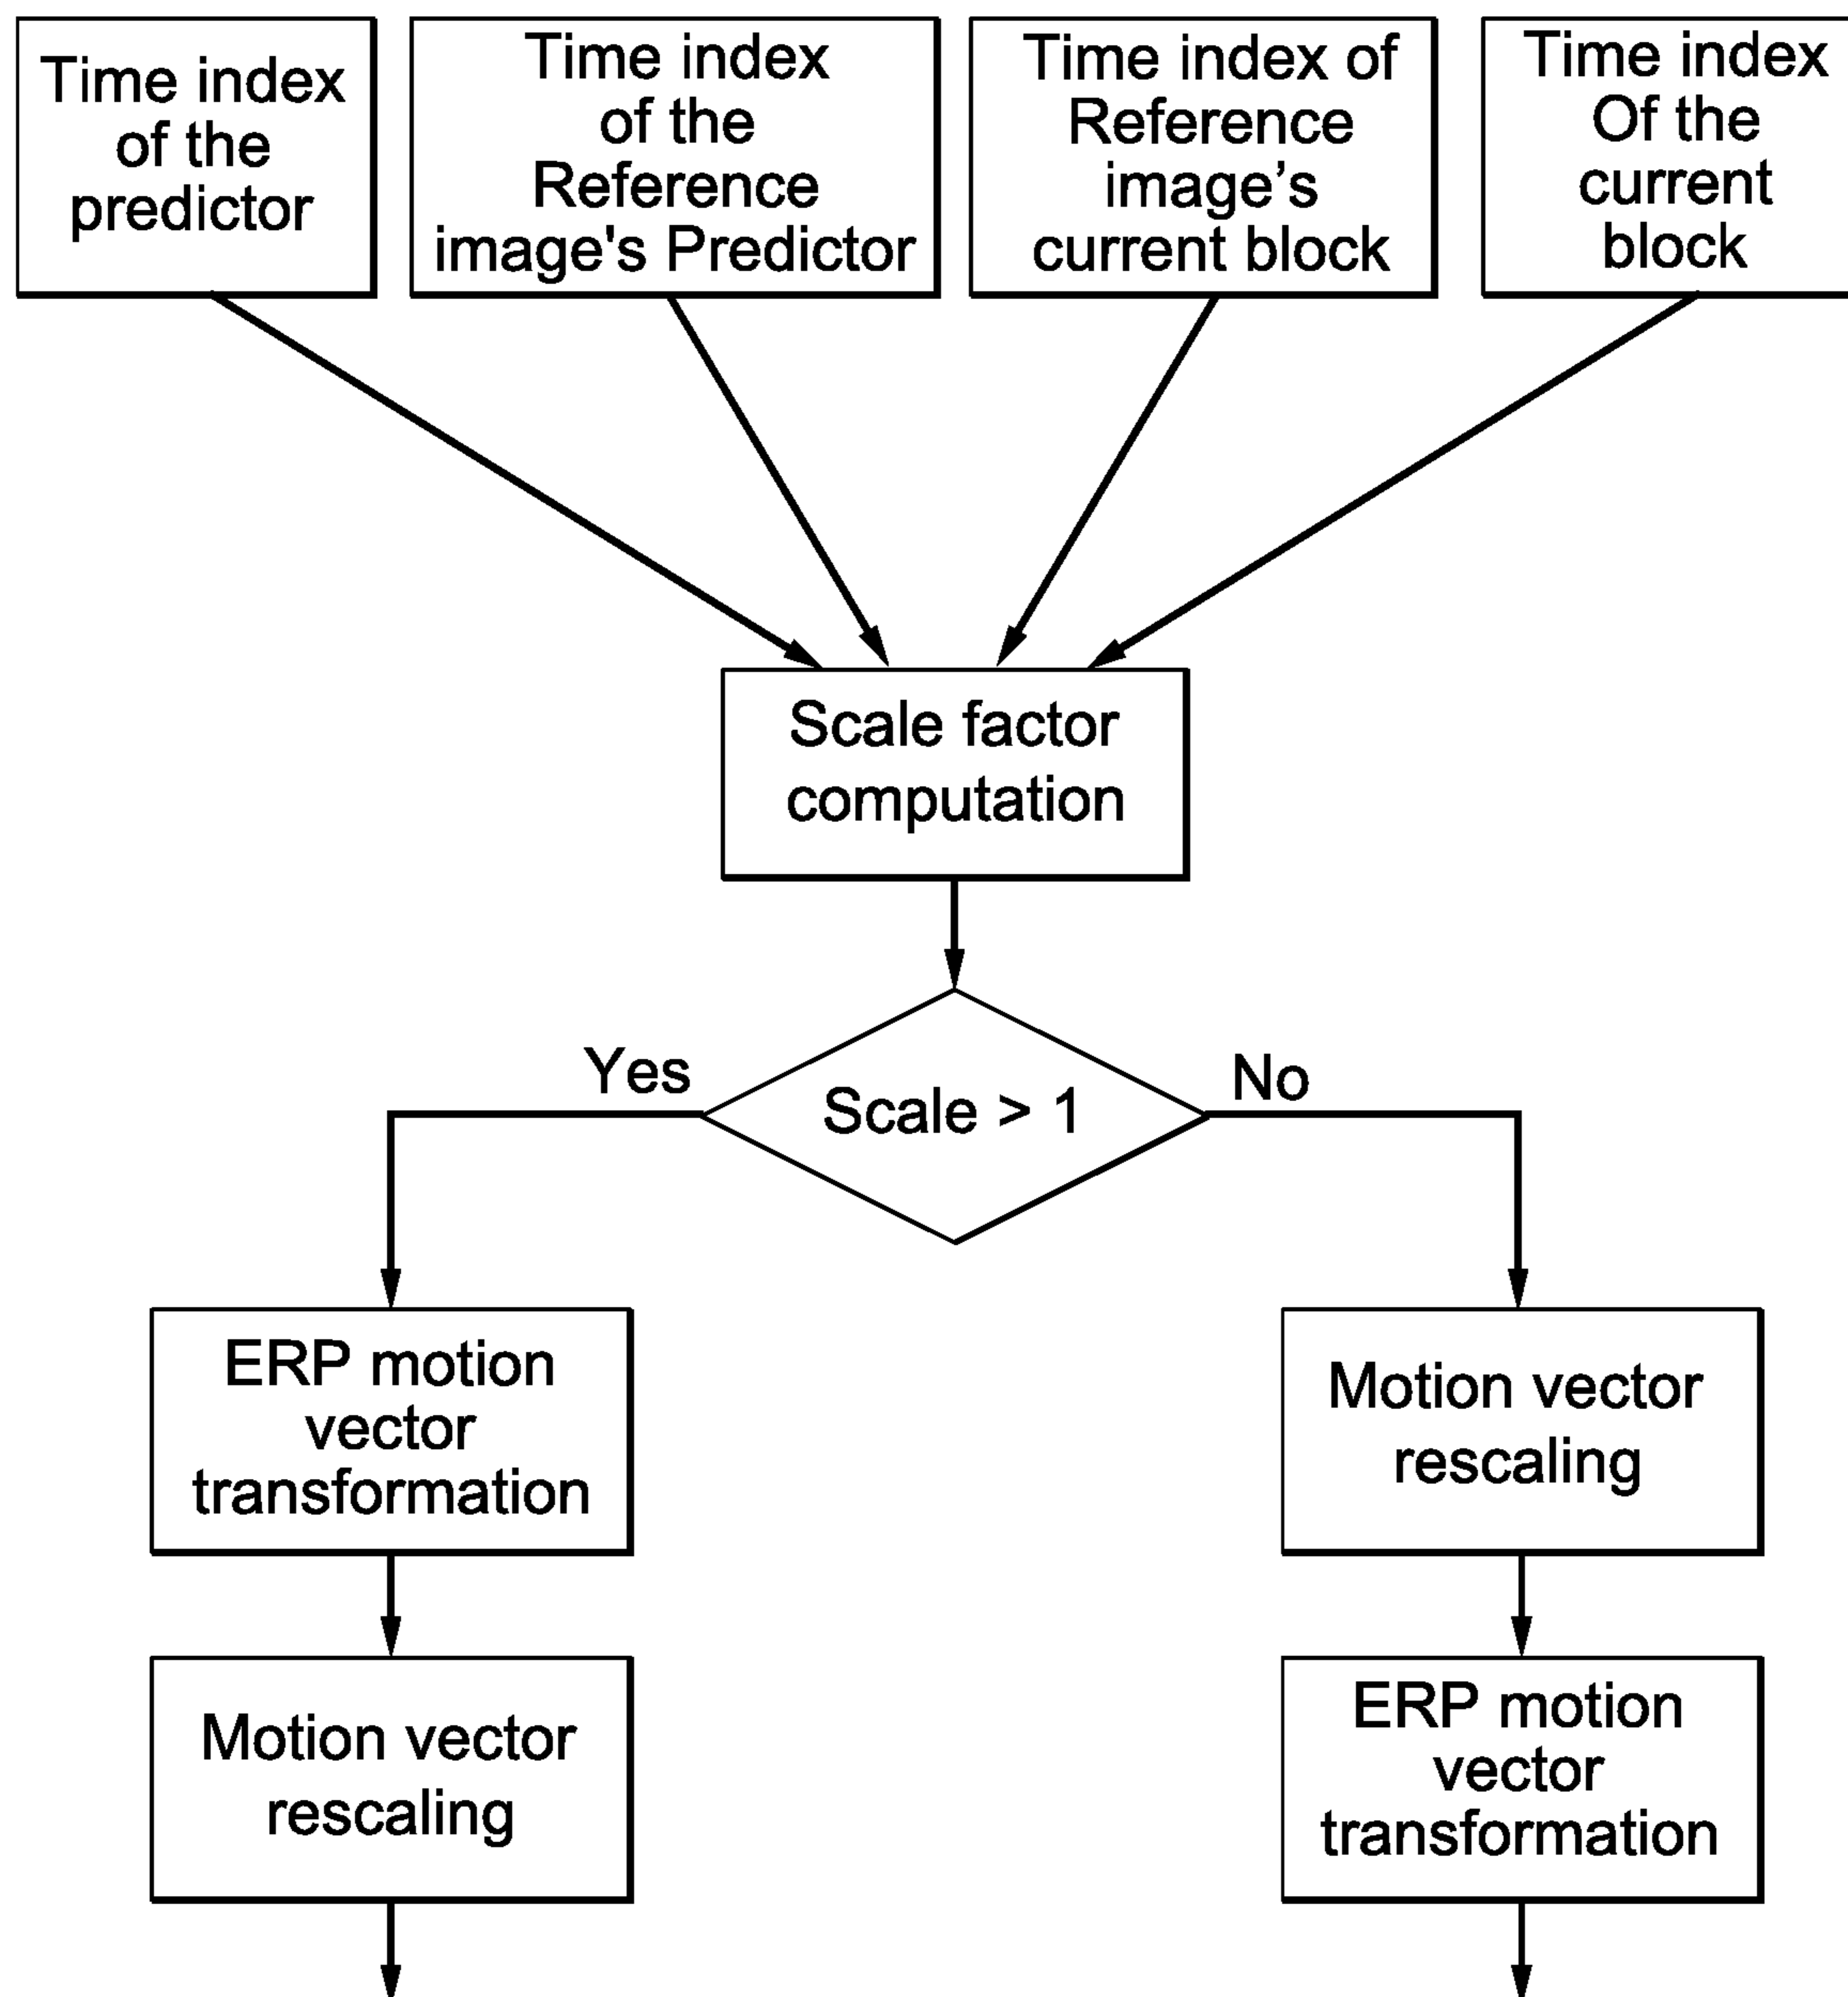 Time index
of the
predictor
Time index
of the
Reference
image's Predictor
Time index of
Reference
image’s
current block
Time index
Of the
current
block
Scale factor
computation
Yes
Scale > 1
No
ERP motion
vector
transformation
Motion vector
rescaling
Motion vector
rescaling
ERP motion
vector
transformation